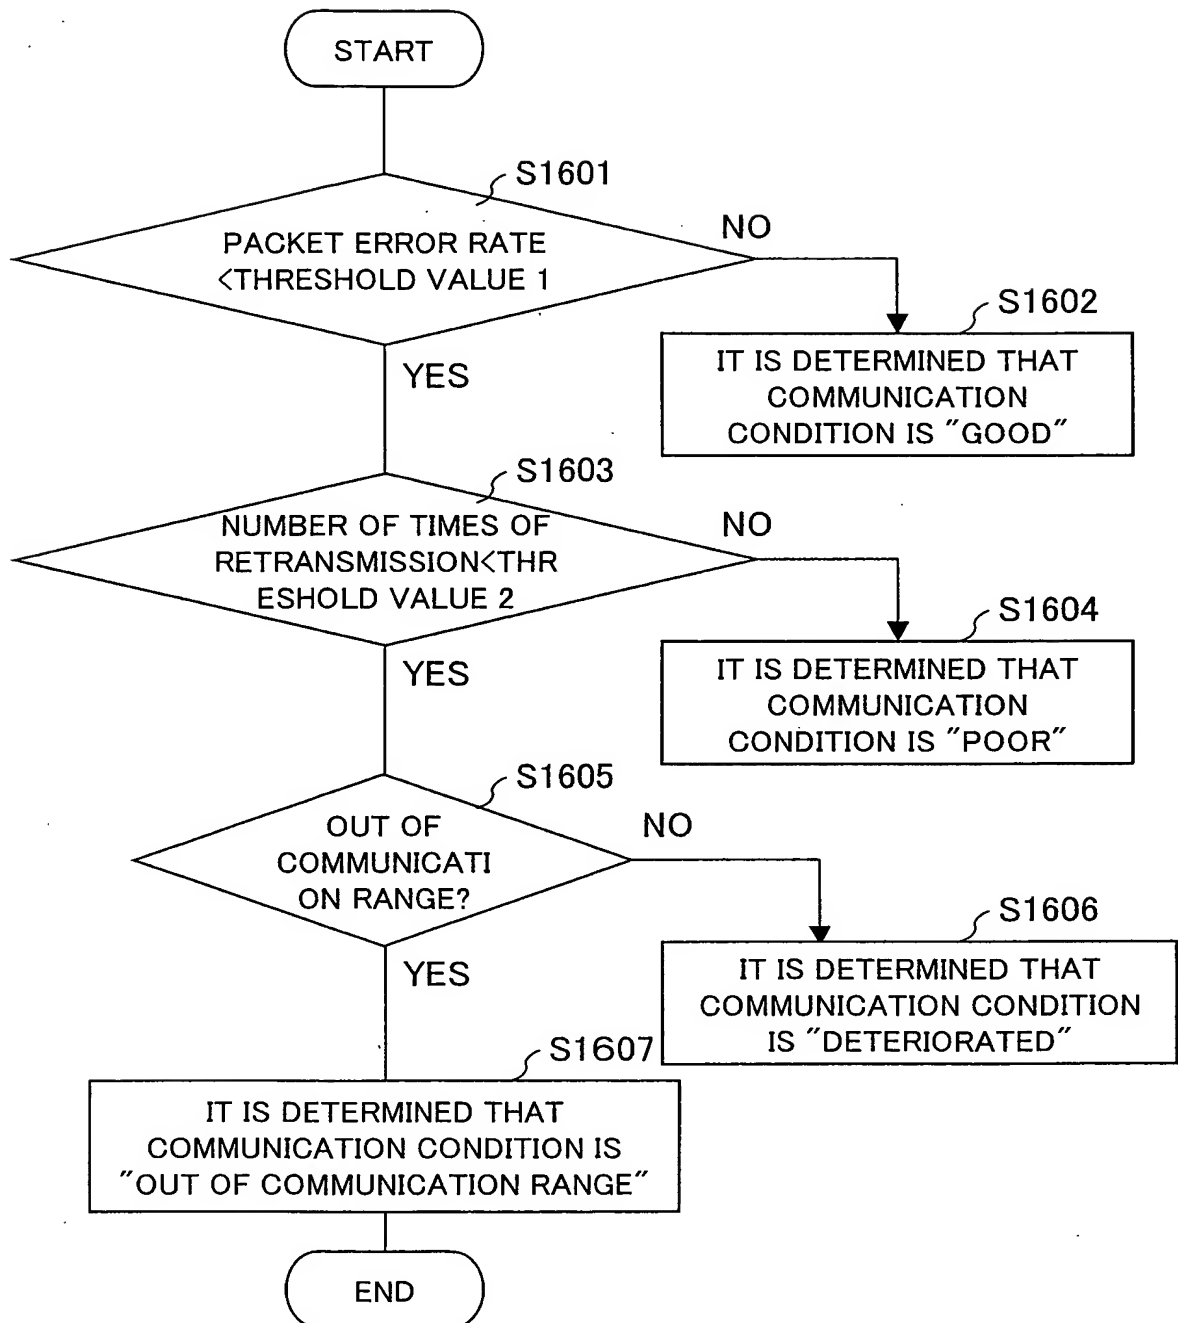 START
S1601
PACKET ERROR RATE
<THRESHOLD VALUE 1
NO
S1602
IT IS DETERMINED THAT
COMMUNICATION
CONDITION IS "GOOD"
YES
S1603
NUMBER OF TIMES OF
RETRANSMISSION<THR
ESHOLD VALUE 2
NO
S1604
IT IS DETERMINED THAT
COMMUNICATION
CONDITION IS "POOR"
YES
S1605
OUT OF
COMMUNICATI
ON RANGE?
NO
S1606
IT IS DETERMINED THAT
COMMUNICATION CONDITION
IS "DETERIORATED"
YES
S1607
IT IS DETERMINED THAT
COMMUNICATION CONDITION IS
"OUT OF COMMUNICATION RANGE"
END